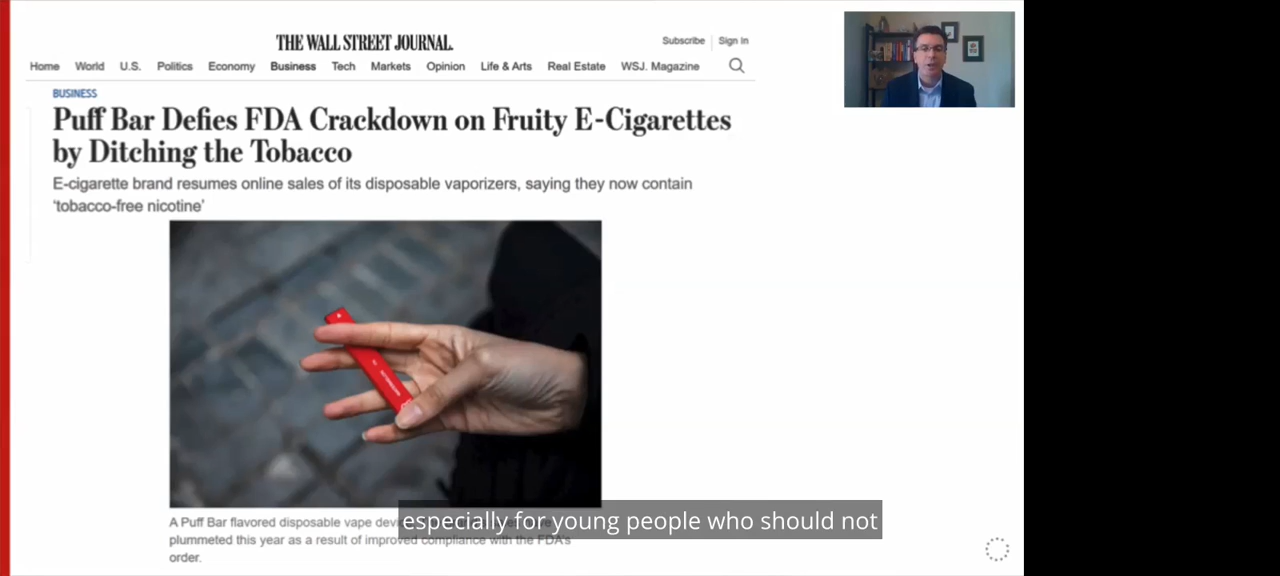 THE WALL STREET JOURNAL.
Subscribe | Sign In
Home World U.S. Politics Economy Business Tech Markets Opinion Life & Arts Real Estate WSJ. Magazine
BUSINESS
Puff Bar Defies FDA Crackdown on Fruity E-Cigarettes
by Ditching the Tobacco
E-cigarette brand resumes online sales of its disposable vaporizers, saying they now contain
‘tobacco-free nicotine’
A Puff Bar flavored disposable vape
especially for young people who should not
plummeted this year as a result of improved compliance with the FDA's
order.